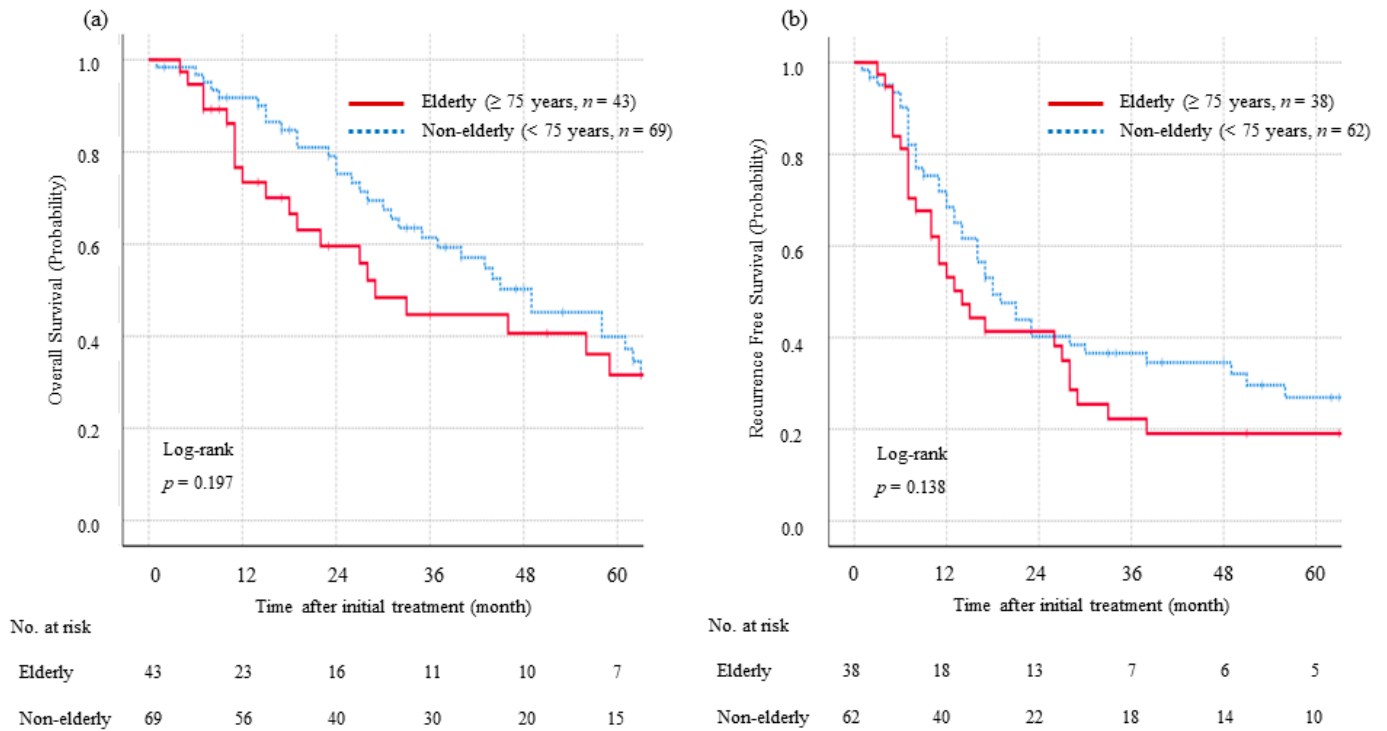 (a)
Overall Survival (Probability)
1.0
0.8
0.6
0.4
0.2
0.0
Elderly (≥ 75 years, n = 43)
Non-elderly (< 75 years, n = 69)
Log-rank
p = 0.197
0 12 24 36 48 60
Time after initial treatment (month)
No. at risk
Elderly 43 23 16 11 10 7
Non-elderly 69 56 40 30 20 15
(b)
Recurrence Free Survival (Probability)
1.0
0.8
0.6
0.4
0.2
0.0
Elderly (≥ 75 years, n = 38)
Non-elderly (< 75 years, n = 62)
Log-rank
p = 0.138
0 12 24 36 48 60
Time after initial treatment (month)
No. at risk
Elderly 38 18 13 7 6 5
Non-elderly 62 40 22 18 14 10